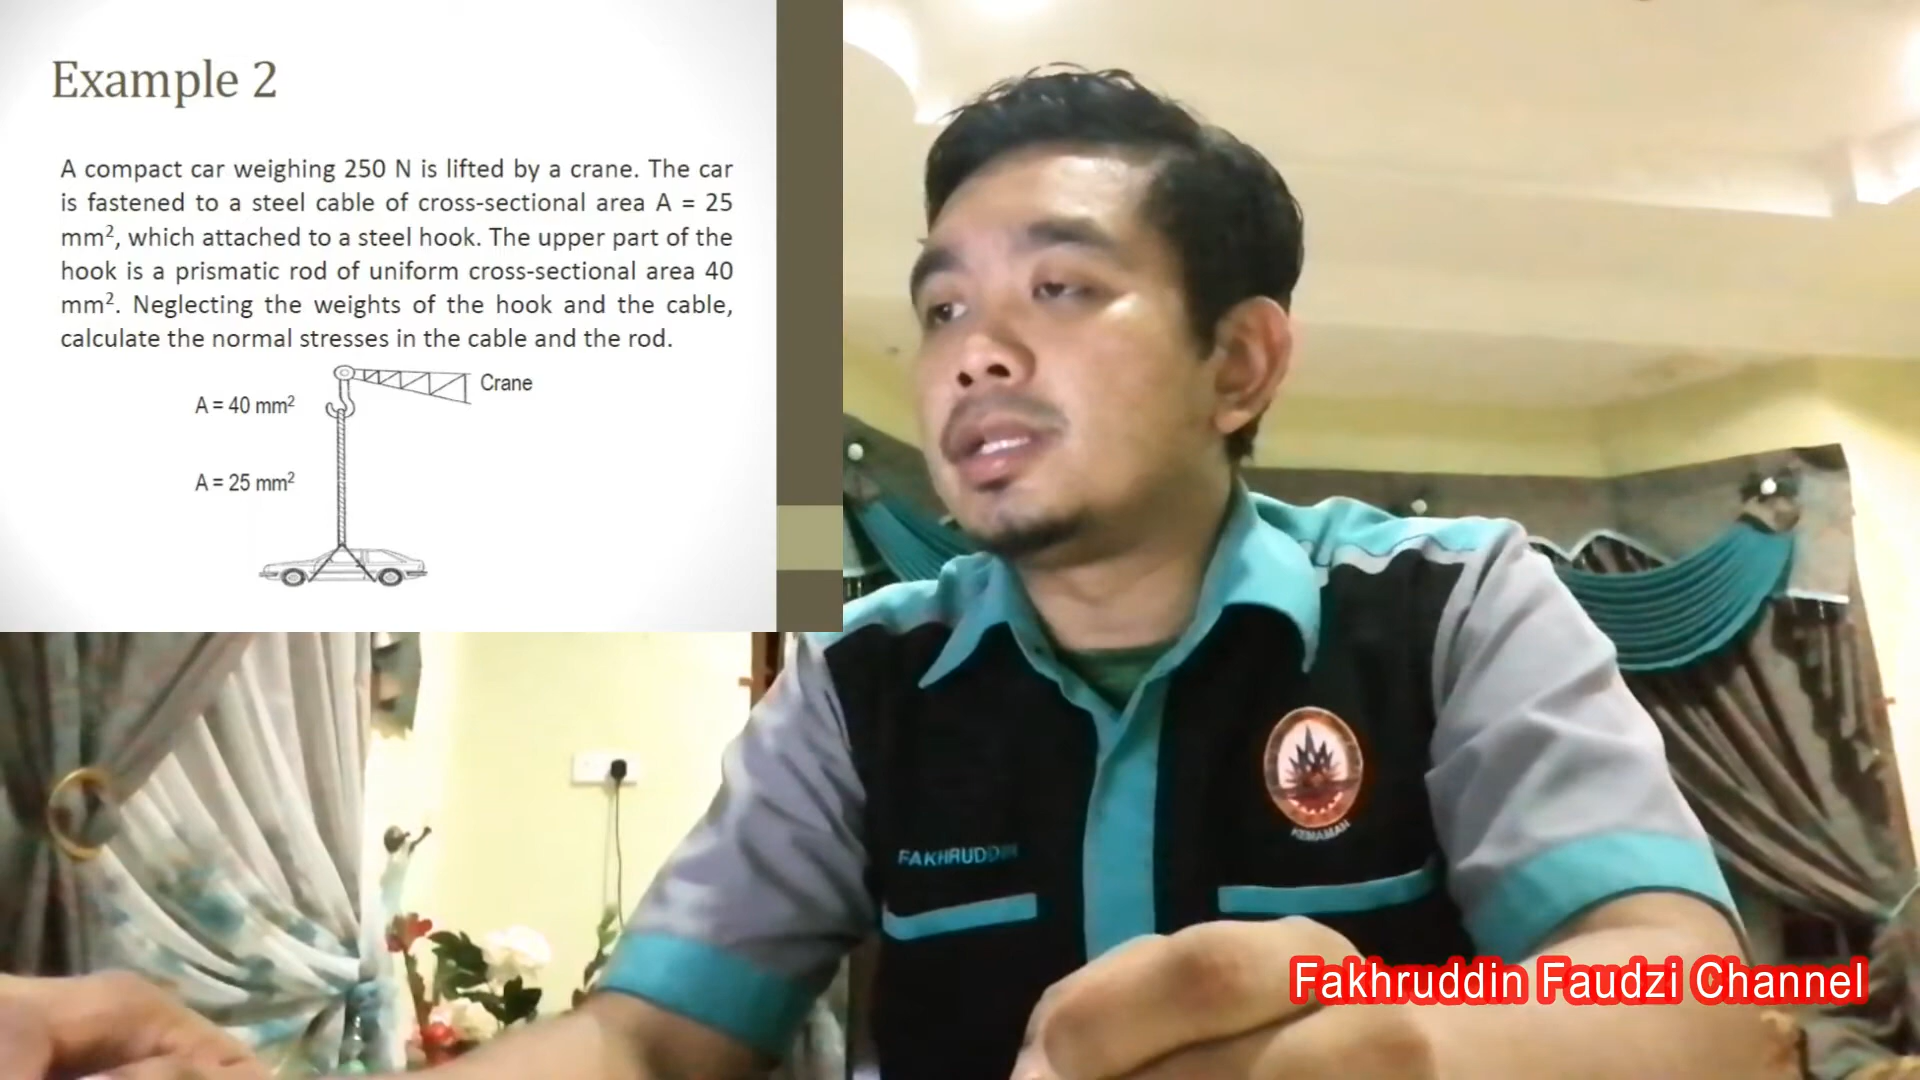 Example 2
A compact car weighing 250 N is lifted by a crane. The car
is fastened to a steel cable of cross-sectional area A = 25
mm², which attached to a steel hook. The upper part of the
hook is a prismatic rod of uniform cross-sectional area 40
mm². Neglecting the weights of the hook and the cable,
calculate the normal stresses in the cable and the rod.
Crane
A = 40 mm²
A = 25 mm²
FAKHRUDDIN
KEMAMAN
Fakhruddin Faudzi Channel